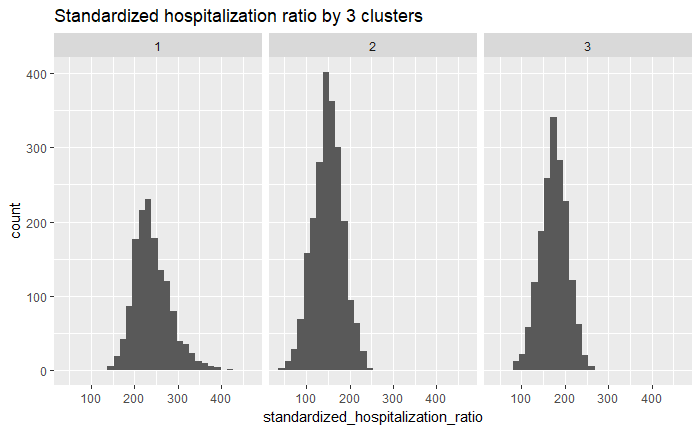 Standardized hospitalization ratio by 3 clusters
1 2 3
400
300
200
100
0
count
100 200 300 400 100 200 300 400 100 200 300 400
standardized_hospitalization_ratio